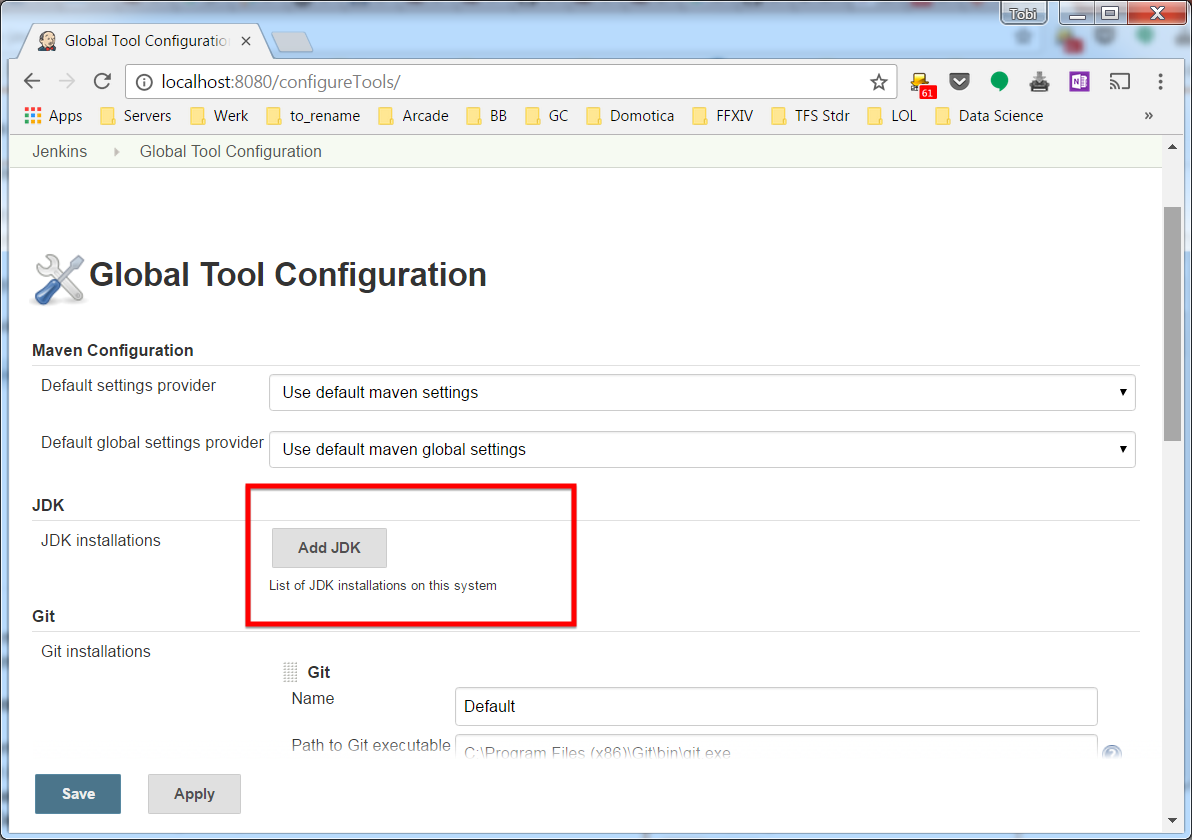 Tobi
Global Tool Configuratio
localhost:8080/configureTools/
61
N
Apps Servers Werk to_rename Arcade BB GC Domotica FFXIV TFS Stdr LOL Data Science »
Jenkins Global Tool Configuration
Global Tool Configuration
Maven Configuration
Default settings provider Use default maven settings
Default global settings provider Use default maven global settings
JDK
JDK installations Add JDK
List of JDK installations on this system
Git
Git installations
Git
Name Default
Path to Git executable C:\Program Files (x86)\Git\bin\git.exe
Save Apply